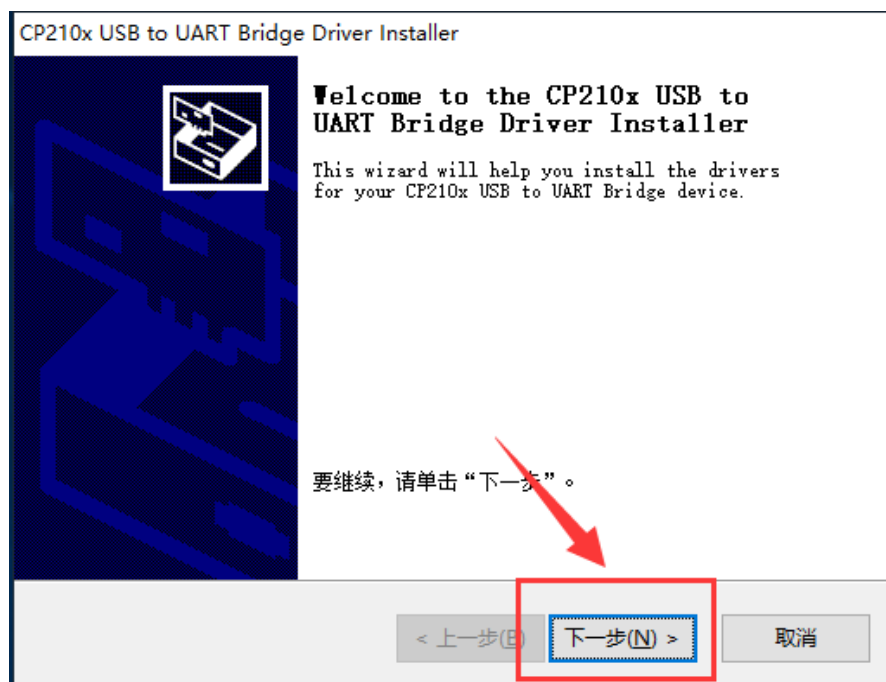 CP210x USB to UART Bridge Driver Installer
Welcome to the CP210x USB to
UART Bridge Driver Installer
This wizard will help you install the drivers
for your CP210x USB to UART Bridge device.
要继续，请单击“下一步”。
< 上一步(B)
下一步(N) >
取消